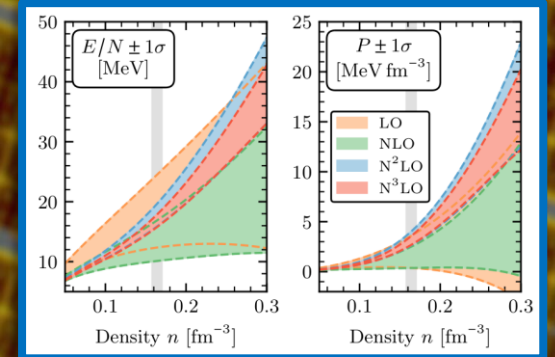 E/N ± 1σ
[MeV]
50
40
30
20
10
0.1
0.2
0.3
Density n [fm⁻³]
P ± 1σ
[MeV fm⁻³]
25
20
15
10
5
0
LO
NLO
N²LO
N³LO
0.1
0.2
0.3
Density n [fm⁻³]